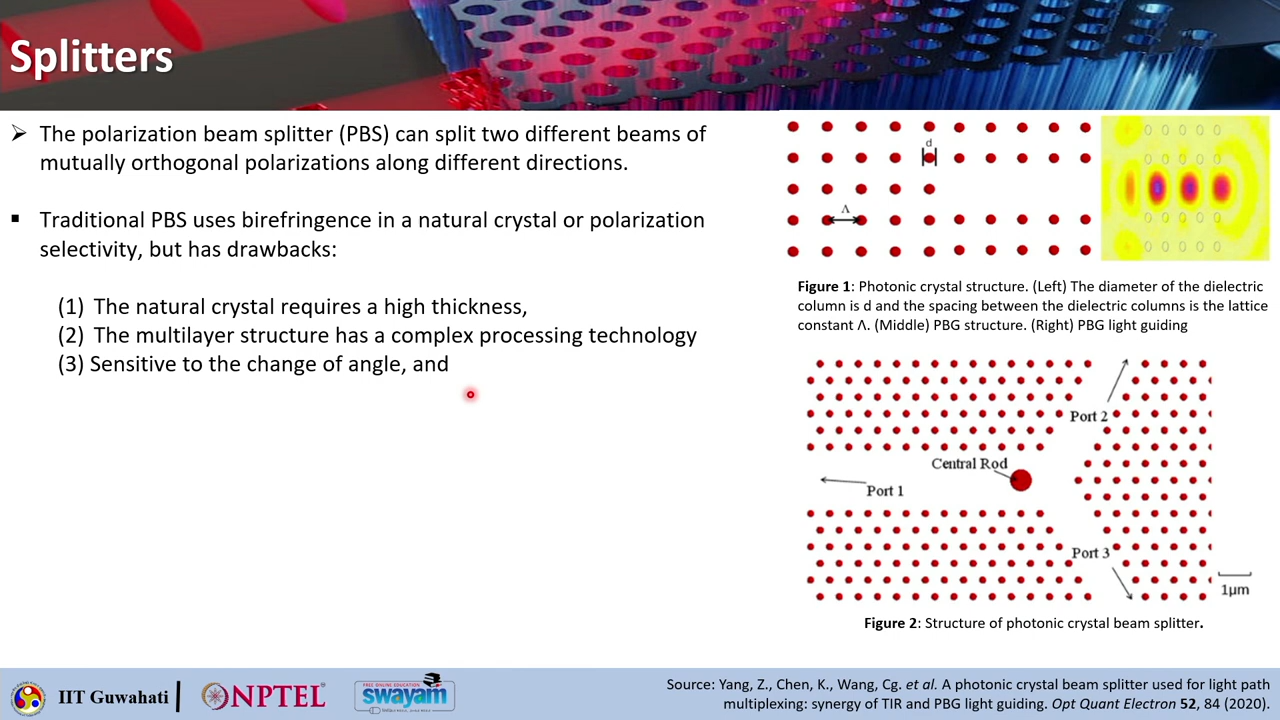 Splitters
➢ The polarization beam splitter (PBS) can split two different beams of
mutually orthogonal polarizations along different directions.
▪ Traditional PBS uses birefringence in a natural crystal or polarization
selectivity, but has drawbacks:
(1) The natural crystal requires a high thickness,
(2) The multilayer structure has a complex processing technology
(3) Sensitive to the change of angle, and
d
Λ
Figure 1: Photonic crystal structure. (Left) The diameter of the dielectric
column is d and the spacing between the dielectric columns is the lattice
constant Λ. (Middle) PBG structure. (Right) PBG light guiding
Port 2
Central Rod
Port 1
Port 3
1μm
Figure 2: Structure of photonic crystal beam splitter.
IIT Guwahati
NPTEL
FREE ONLINE EDUCATION
swayam
Source: Yang, Z., Chen, K., Wang, Cg. et al. A photonic crystal beam splitter used for light path
multiplexing: synergy of TIR and PBG light guiding. Opt Quant Electron 52, 84 (2020).